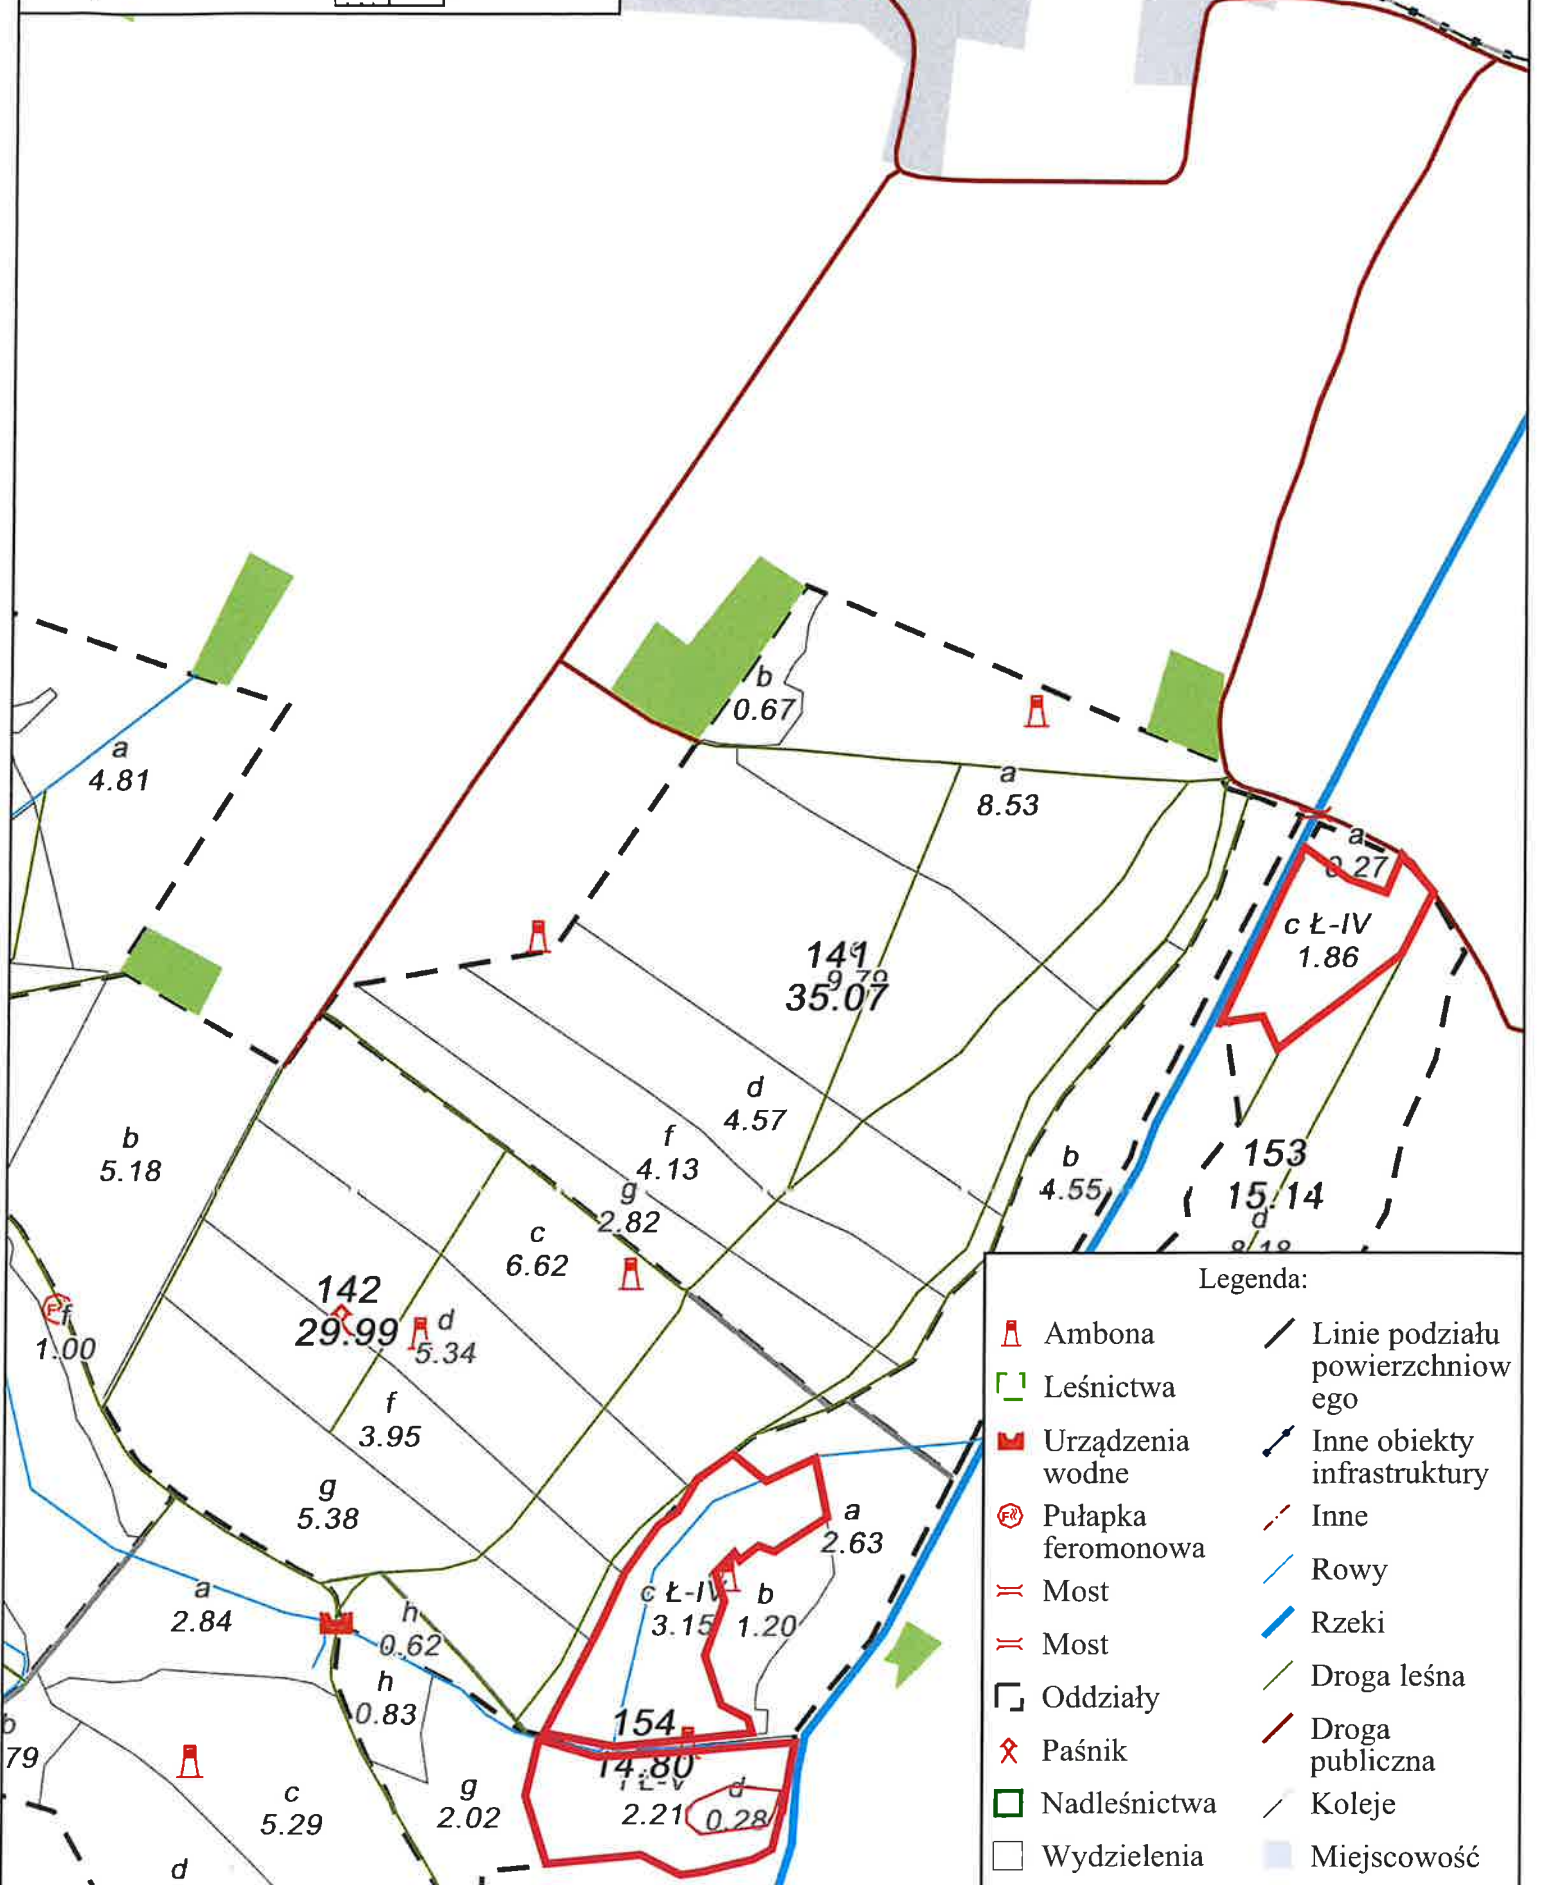 b
0.67
a
4.81
a
8.53
a
0.27
c Ł-IV
1.86
141
9.79
35.07
d
4.57
f
4.13
g
2.82
b
5.18
b
4.55
153
15.14
d
8.18
c
6.62
142
29.99
d
5.34
f
1.00
f
3.95
g
5.38
a
2.63
c Ł-IV
3.15
b
1.20
a
2.84
h
0.62
h
0.83
154
14.80
Ł-V
2.21
d
0.28
b
79
c
5.29
g
2.02
d
Legenda:
Ambona
Leśnictwa
Urządzenia
wodne
Pułapka
feromonowa
Most
Most
Oddziały
Paśnik
Nadleśnictwa
Wydzielenia
Linie podziału
powierzchniow
ego
Inne obiekty
infrastruktury
Inne
Rowy
Rzeki
Droga leśna
Droga
publiczna
Koleje
Miejscowość